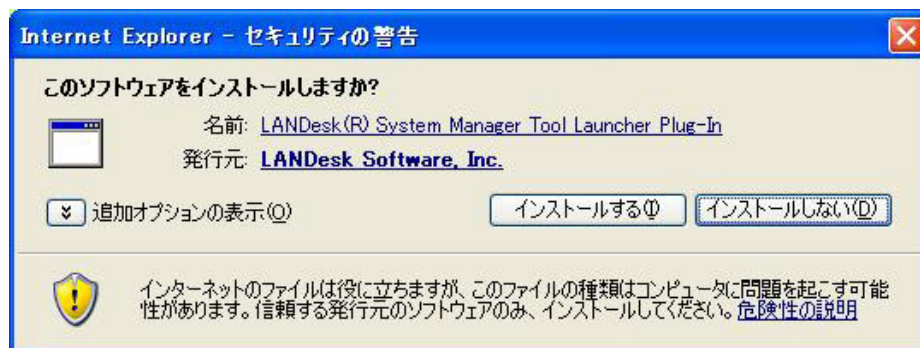 Internet Explorer - セキュリティの警告
このソフトウェアをインストールしますか?
名前: LANDesk(R) System Manager Tool Launcher Plug-In
発行元: LANDesk Software, Inc.
追加オプションの表示(O)
インストールする(I)
インストールしない(D)
インターネットのファイルは役に立ちますが、このファイルの種類はコンピュータに問題を起こす可能
性があります。信頼する発行元のソフトウェアのみ、インストールしてください。危険性の説明